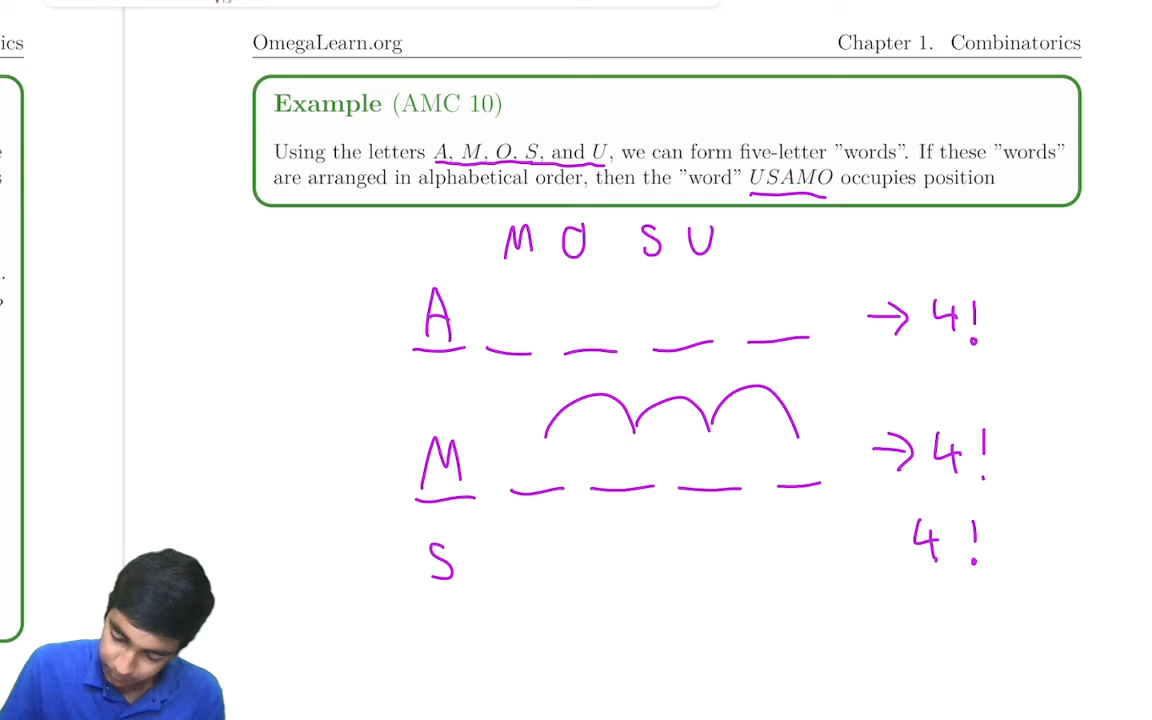 ics
OmegaLearn.org Chapter 1. Combinatorics
Example (AMC 10)
Using the letters A, M, O, S, and U, we can form five-letter "words". If these "words"
are arranged in alphabetical order, then the "word" USAMO occupies position
M O S U
A → 4!
M → 4!
S 4!
?